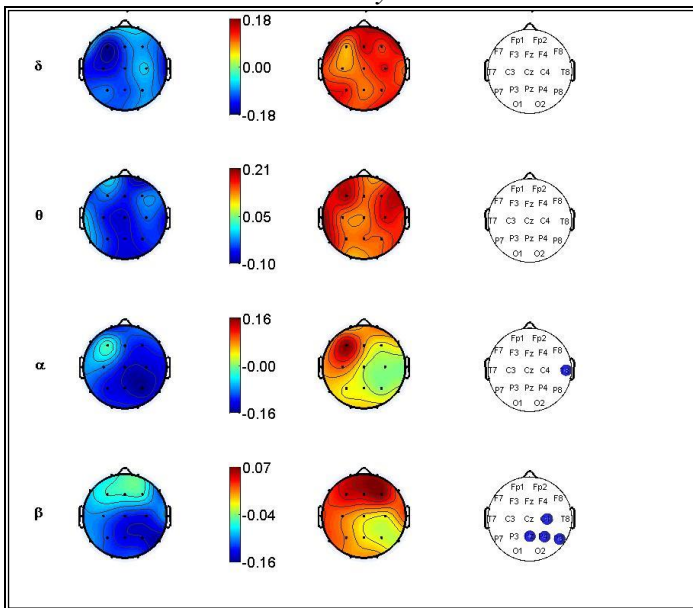 0.18
Fp1 Fp2
F7 F3 Fz F4 F8
δ 0.00 T7 C3 Cz C4 T8
P7 P3 Pz P4 P8
-0.18
O1 O2
0.21
Fp1 Fp2
F7 F3 Fz F4 F8
θ 0.05 T7 C3 Cz C4 T8
P7 P3 Pz P4 P8
-0.10
O1 O2
0.16
Fp1 Fp2
F7 F3 Fz F4 F8
α -0.00 T7 C3 Cz C4
P7 P3 Pz P4 P8
-0.16
O1 O2
0.07
Fp1 Fp2
F7 F3 Fz F4 F8
β -0.04 T7 C3 Cz T8
P7 P3
-0.16
O1 O2